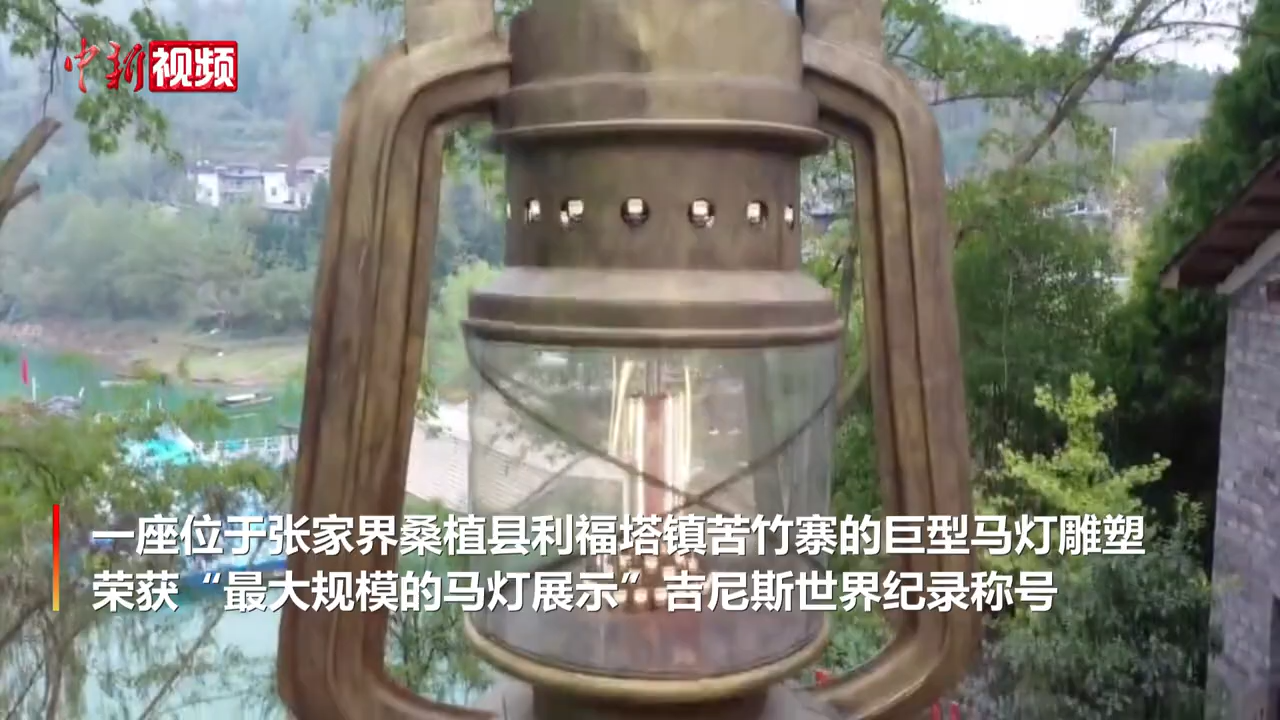 中新视频
一座位于张家界桑植县利福塔镇苦竹寨的巨型马灯雕塑
荣获“最大规模的马灯展示”吉尼斯世界纪录称号